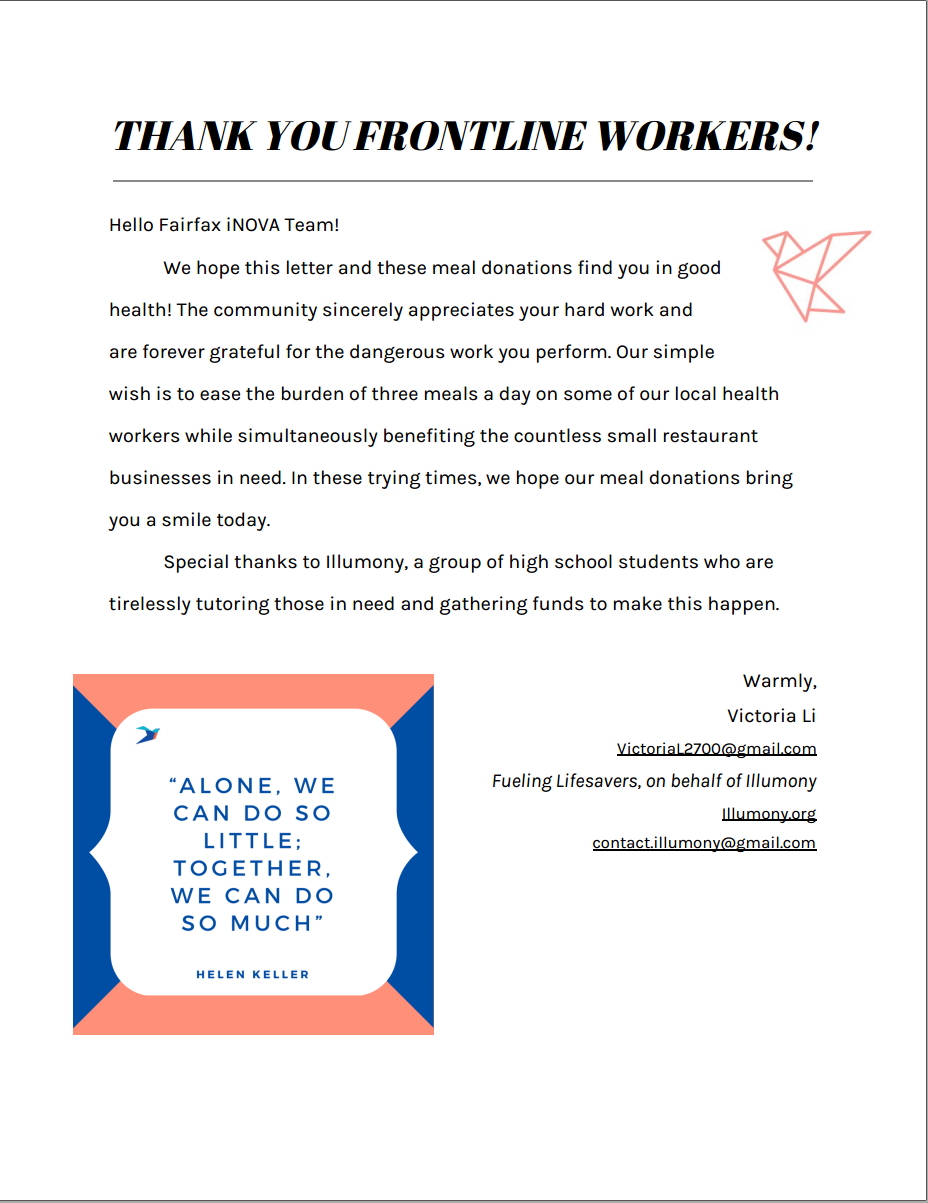 THANK YOU FRONTLINE WORKERS!
Hello Fairfax iNOVA Team!
We hope this letter and these meal donations find you in good
health! The community sincerely appreciates your hard work and
are forever grateful for the dangerous work you perform. Our simple
wish is to ease the burden of three meals a day on some of our local health
workers while simultaneously benefiting the countless small restaurant
businesses in need. In these trying times, we hope our meal donations bring
you a smile today.
Special thanks to Illumony, a group of high school students who are
tirelessly tutoring those in need and gathering funds to make this happen.
Warmly,
Victoria Li
VictoriaL2700@gmail.com
Fueling Lifesavers, on behalf of Illumony
Illumony.org
contact.illumony@gmail.com
“ALONE, WE
CAN DO SO
LITTLE;
TOGETHER,
WE CAN DO
SO MUCH”
HELEN KELLER